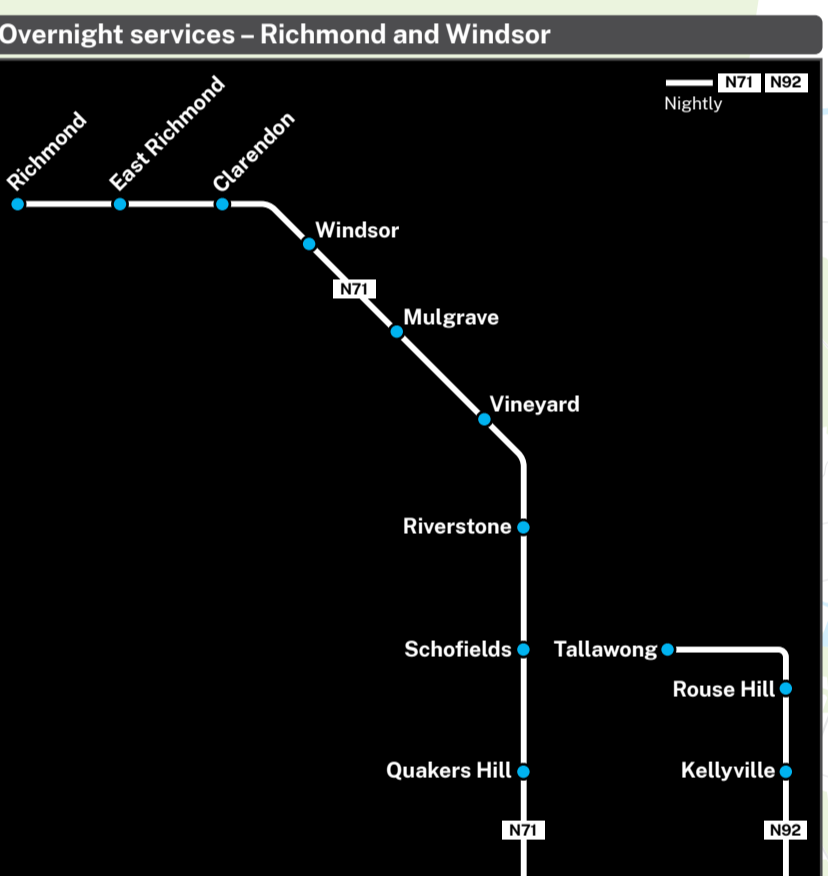 Overnight services – Richmond and Windsor
N71 N92
Nightly
Richmond
East Richmond
Clarendon
Windsor
N71
Mulgrave
Vineyard
Riverstone
Schofields
Tallawong
Rouse Hill
Quakers Hill
Kellyville
N71
N92